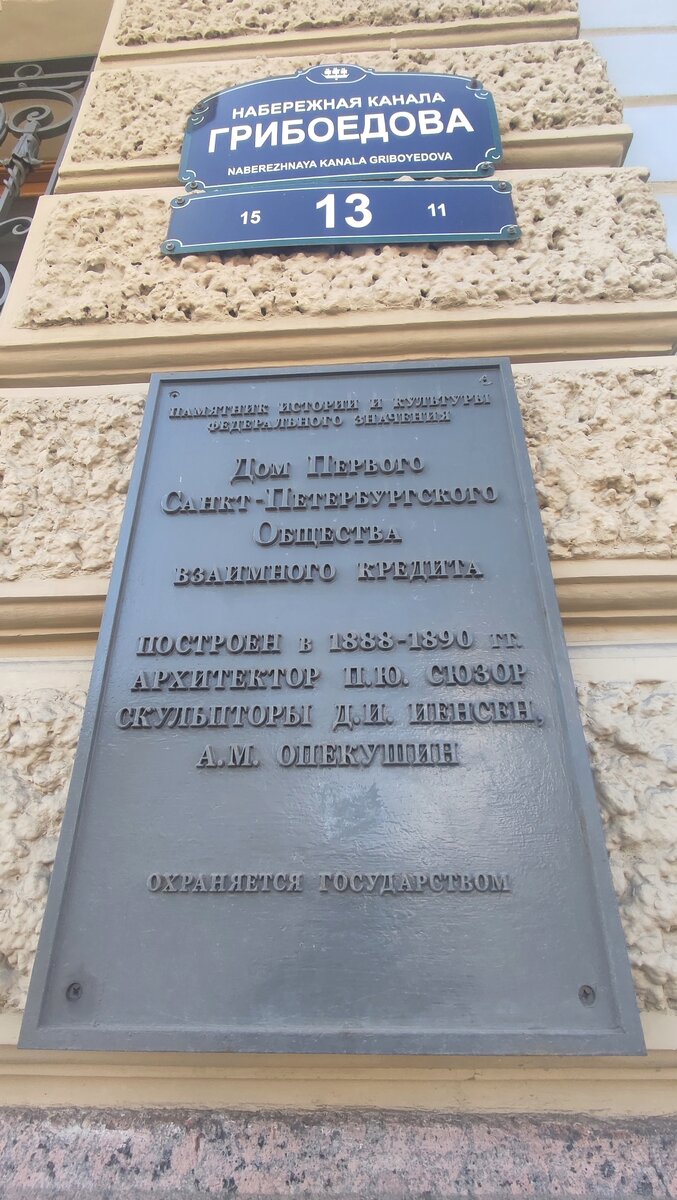 НАБЕРЕЖНАЯ КАНАЛА
ГРИБОЕДОВА
NABEREZHNAYA KANALA GRIBOYEDOVA
15 13 11
ПАМЯТНИК ИСТОРИИ И КУЛЬТУРЫ
ФЕДЕРАЛЬНОГО ЗНАЧЕНИЯ
Дом Первого
Санкт-Петербургского
Общества
взаимного кредита
ПОСТРОЕН в 1888-1890 гг.
АРХИТЕКТОР П.Ю. СЮЗОР
СКУЛЬПТОРЫ Д.И. ИЕНСЕН,
А.М. ОПЕКУШИН
ОХРАНЯЕТСЯ ГОСУДАРСТВОМ